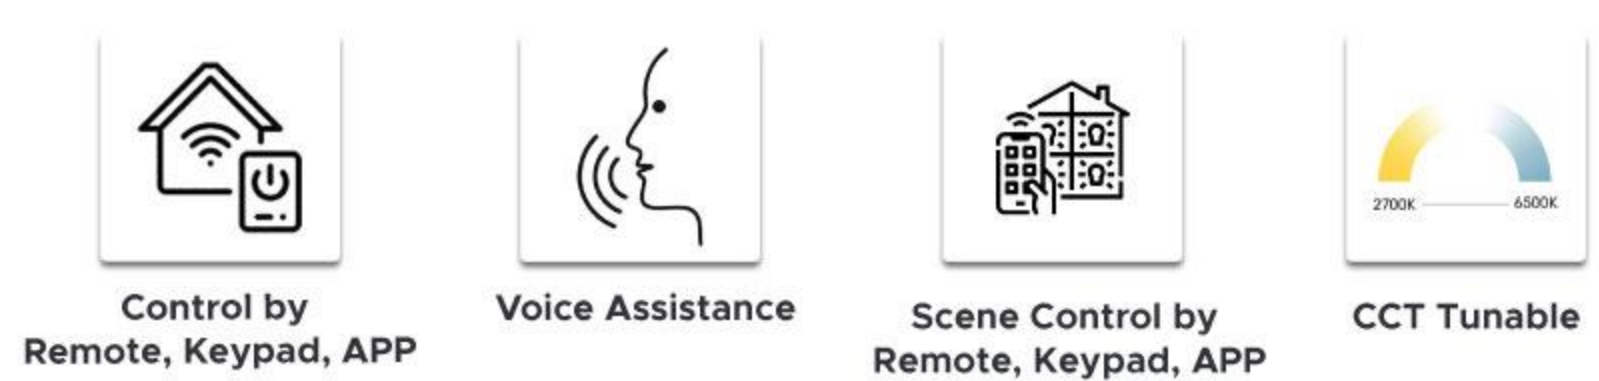 Control by
Remote, Keypad, APP
Voice Assistance
Scene Control by
Remote, Keypad, APP
2700K
6500K
CCT Tunable